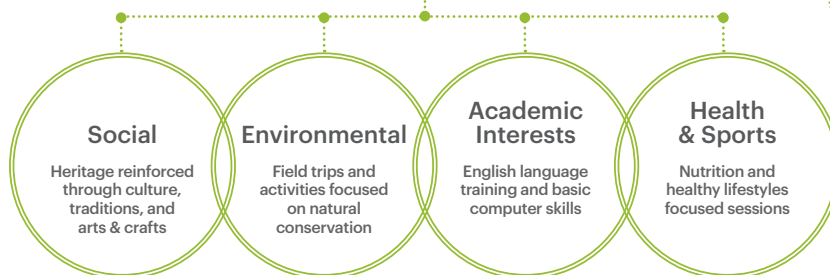 Social
Heritage reinforced
through culture,
traditions, and
arts & crafts
Environmental
Field trips and
activities focused
on natural
conservation
Academic
Interests
English language
training and basic
computer skills
Health
& Sports
Nutrition and
healthy lifestyles
focused sessions